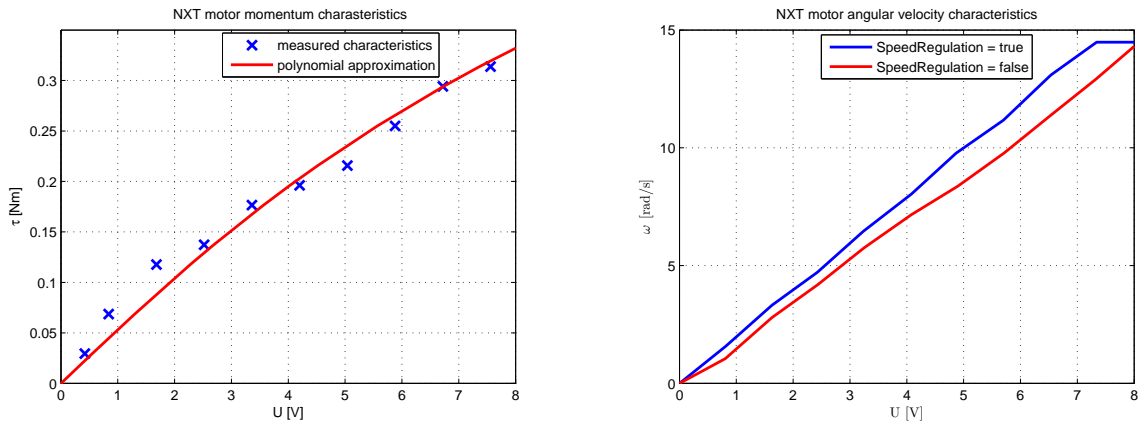 NXT motor momentum charasteristics
measured characteristics
polynomial approximation
0.3
0.25
0.2
0.15
0.1
0.05
0
τ [Nm]
0 1 2 3 4 5 6 7 8
U [V]
NXT motor angular velocity characteristics
SpeedRegulation = true
SpeedRegulation = false
15
10
5
0
ω [rad/s]
0 1 2 3 4 5 6 7 8
U [V]